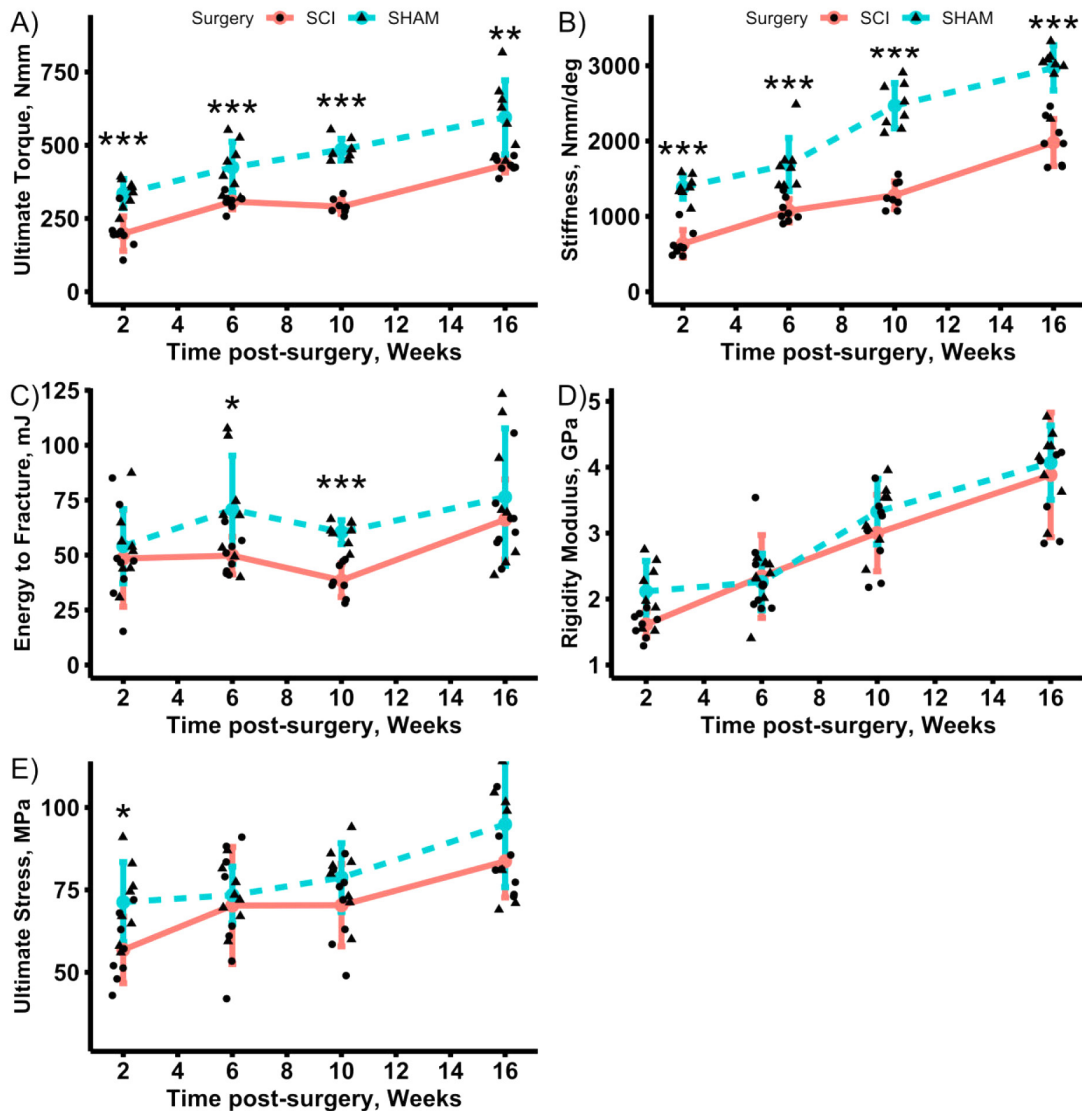 A)
Surgery SCI SHAM
Ultimate Torque, Nmm
750
500
250
0
***
***
***
**
2 4 6 8 10 12 14 16
Time post-surgery, Weeks
B)
Surgery SCI SHAM
Stiffness, Nmm/deg
3000
2000
1000
0
***
***
***
***
2 4 6 8 10 12 14 16
Time post-surgery, Weeks
C)
Energy to Fracture, mJ
125
100
75
50
25
0
*
***
2 4 6 8 10 12 14 16
Time post-surgery, Weeks
D)
Rigidity Modulus, GPa
5
4
3
2
1
2 4 6 8 10 12 14 16
Time post-surgery, Weeks
E)
Ultimate Stress, MPa
100
75
50
*
2 4 6 8 10 12 14 16
Time post-surgery, Weeks